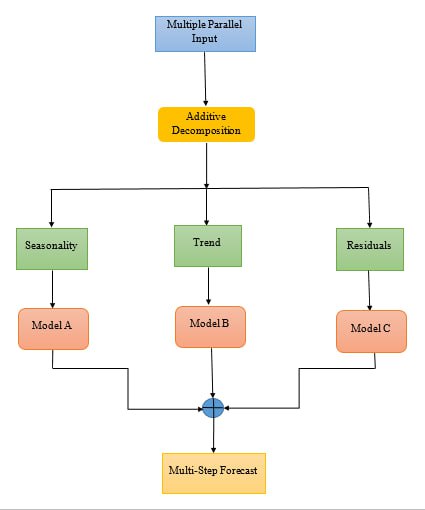 Multiple Parallel
Input
Additive
Decomposition
Seasonality
Trend
Residuals
Model A
Model B
Model C
Multi-Step Forecast